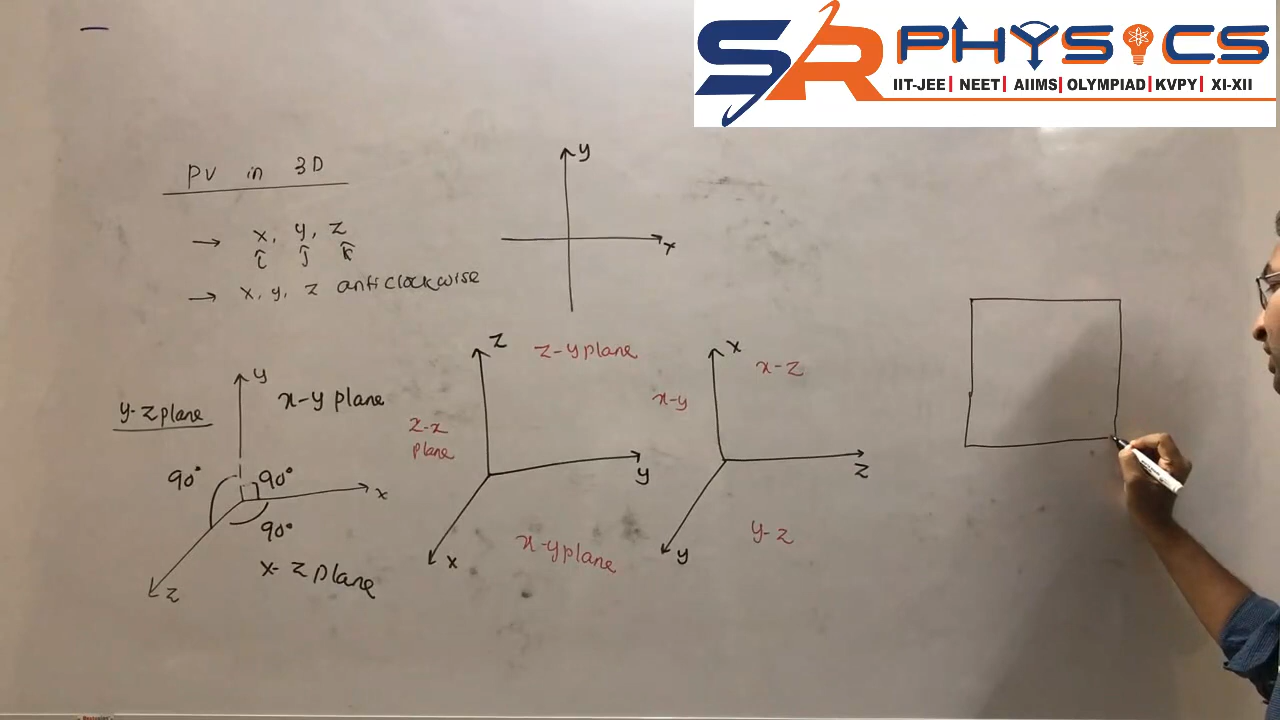 SR PHYSICS
IIT-JEE | NEET | AIIMS | OLYMPIAD | KVPY | XI-XII
PV in 3D
→ x, y, z
î ĵ k̂
→ x, y, z anticlockwise
y
x
y
x-y plane
y-z plane
90°
90°
x
90°
x-z plane
z
z
z-y plane
z-x
plane
y
x
x-y plane
x
x-z
x-y
z
y-z
y